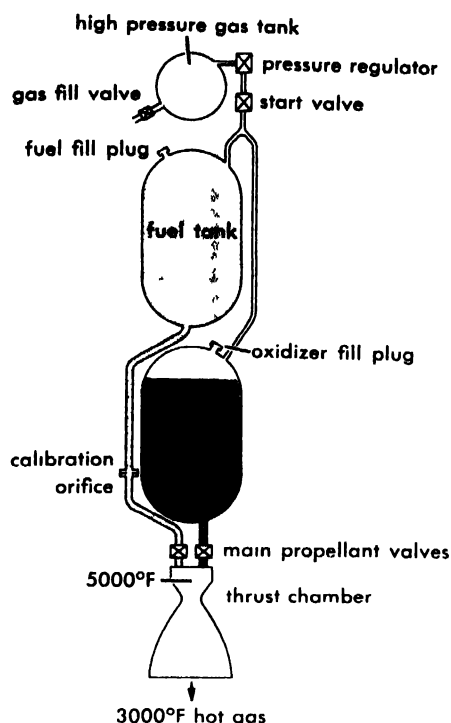 high pressure gas tank
pressure regulator
gas fill valve
start valve
fuel fill plug
fuel tank
oxidizer fill plug
calibration
orifice
main propellant valves
5000°F
thrust chamber
3000°F hot gas